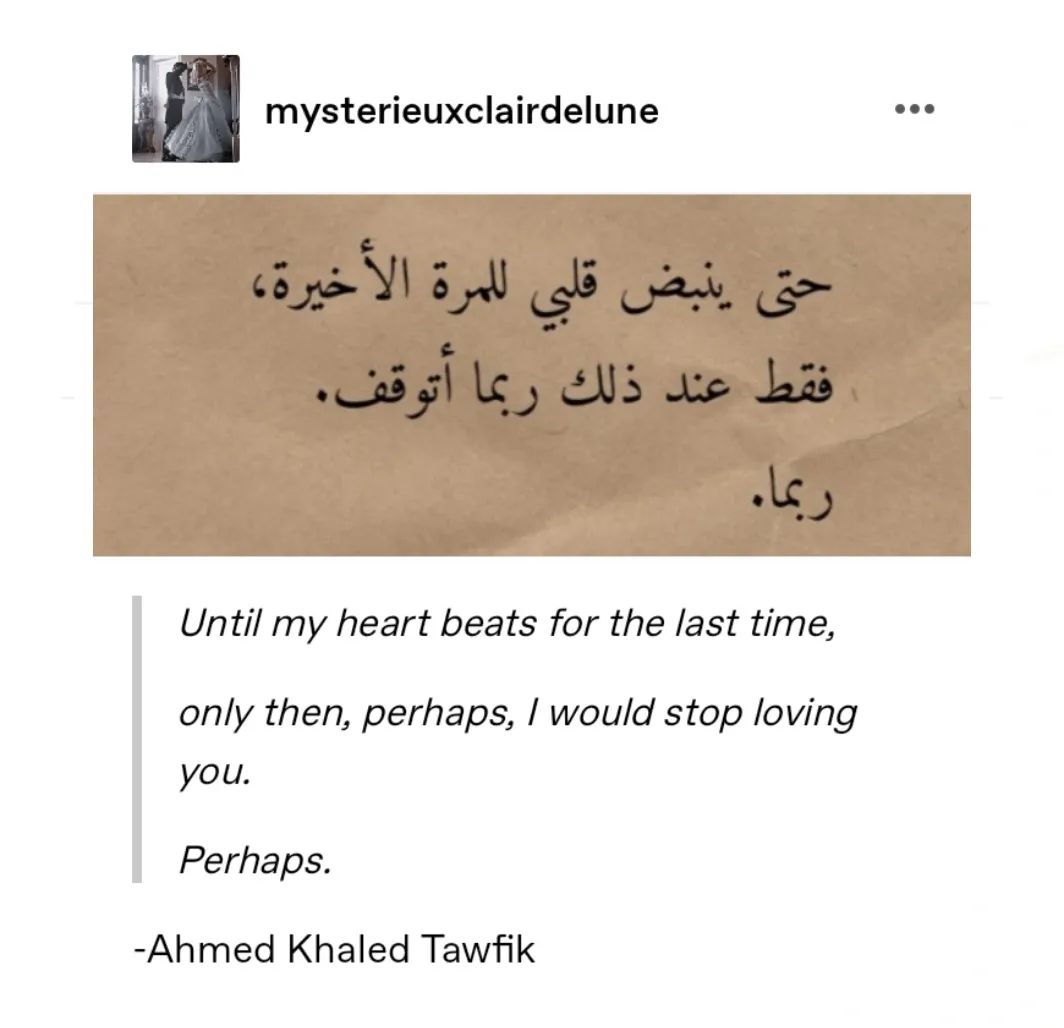 mysterieuxclairdelune
حتى ينبض قلبي للمرة الأخيرة،
فقط عند ذلك ربما أتوقف.
ربما.
Until my heart beats for the last time,
only then, perhaps, I would stop loving
you.
Perhaps.
-Ahmed Khaled Tawfik